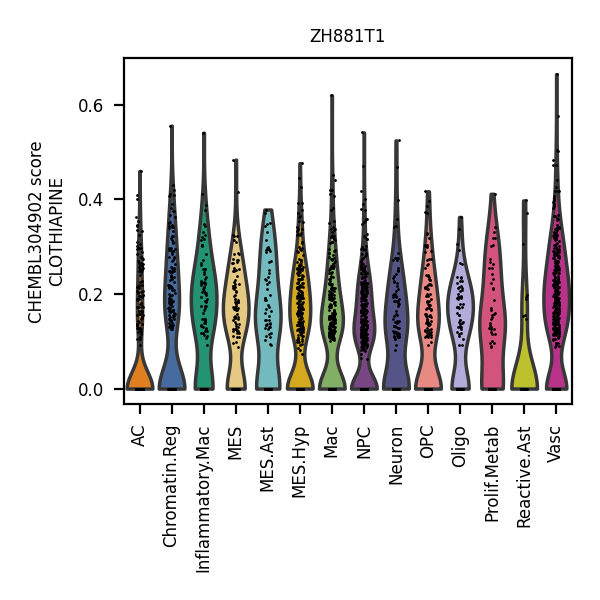 ZH881T1
CHEMBL304902 score
CLOTHIAPINE
0.6
0.4
0.2
0.0
AC
Chromatin.Reg
Inflammatory.Mac
MES
MES.Ast
MES.Hyp
Mac
NPC
Neuron
OPC
Oligo
Prolif.Metab
Reactive.Ast
Vasc